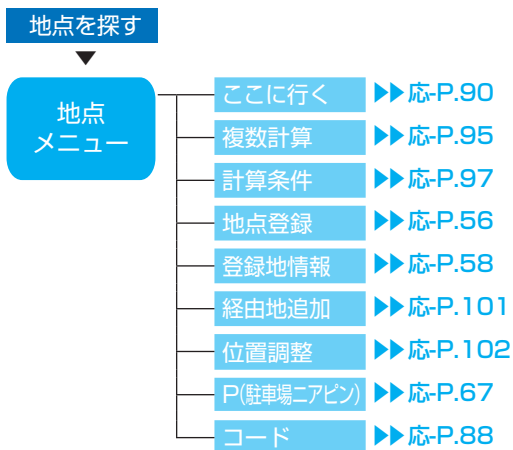 地点を探す
▼
地点
メニュー
ここに行く ▶▶応-P.90
複数計算 ▶▶応-P.95
計算条件 ▶▶応-P.97
地点登録 ▶▶応-P.56
登録地情報 ▶▶応-P.58
経由地追加 ▶▶応-P.101
位置調整 ▶▶応-P.102
P(駐車場ニアピン) ▶▶応-P.67
コード ▶▶応-P.88